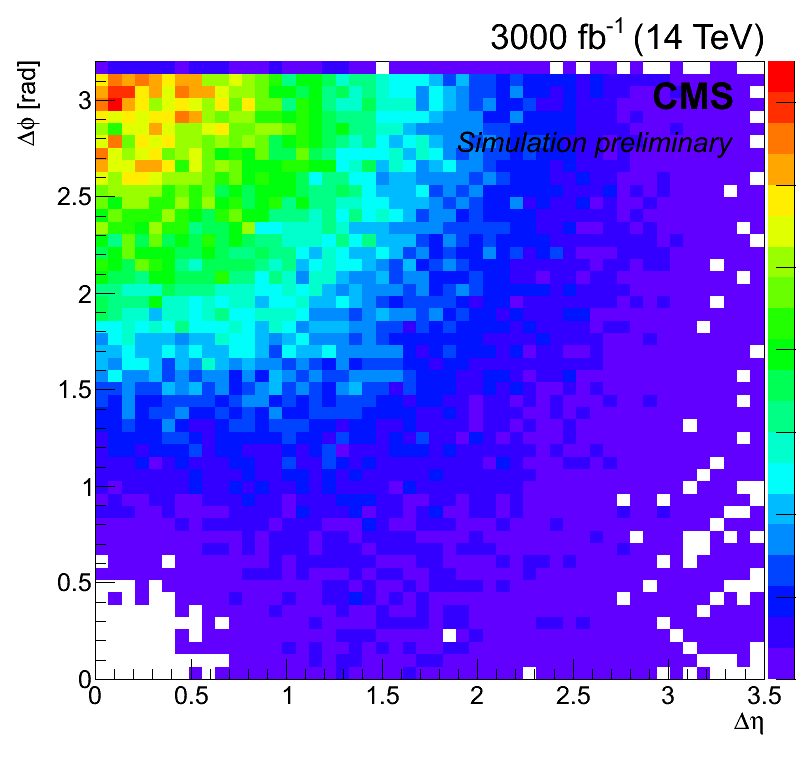 3000 fb⁻¹ (14 TeV)
Δφ [rad]
CMS
Simulation preliminary
3
2.5
2
1.5
1
0.5
0
0 0.5 1 1.5 2 2.5 3 3.5
Δη